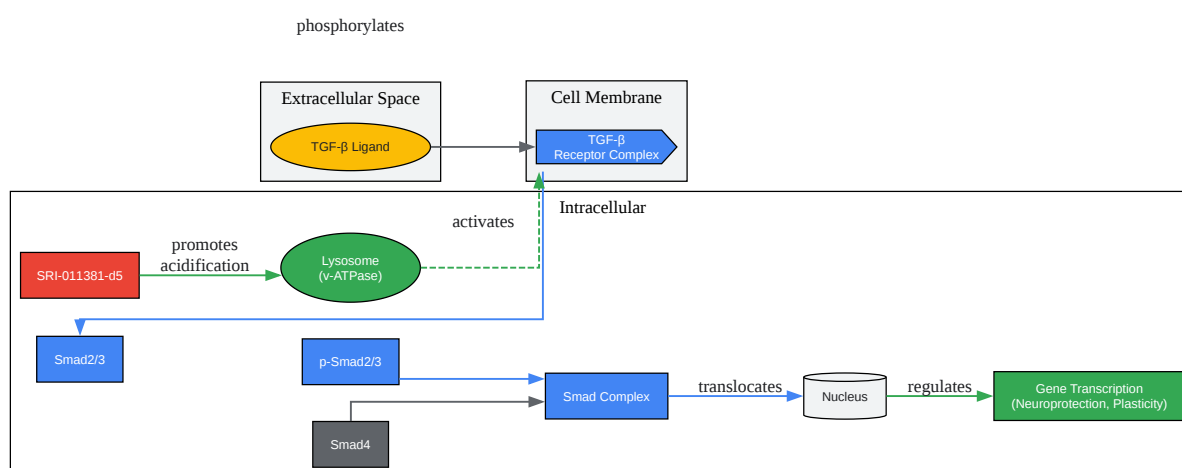 phosphorylates
Extracellular Space
Cell Membrane
TGF-β Ligand
TGF-β
Receptor Complex
Intracellular
activates
promotes
acidification
SRI-011381-d5
Lysosome
(v-ATPase)
Smad2/3
p-Smad2/3
Smad Complex
translocates
Nucleus
regulates
Gene Transcription
(Neuroprotection, Plasticity)
Smad4